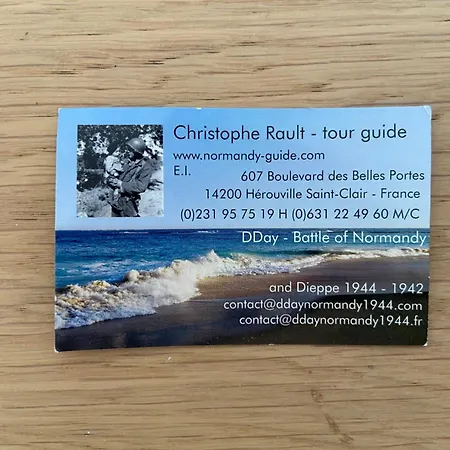 Christophe Rault - tour guide
www.normandy-guide.com
E.I.
607 Boulevard des Belles Portes
14200 Hérouville Saint-Clair - France
(0)231 95 75 19 H (0)631 22 49 60 M/C
DDay - Battle of Normandy
and Dieppe 1944 - 1942
contact@ddaynormandy1944.com
contact@ddaynormandy1944.fr